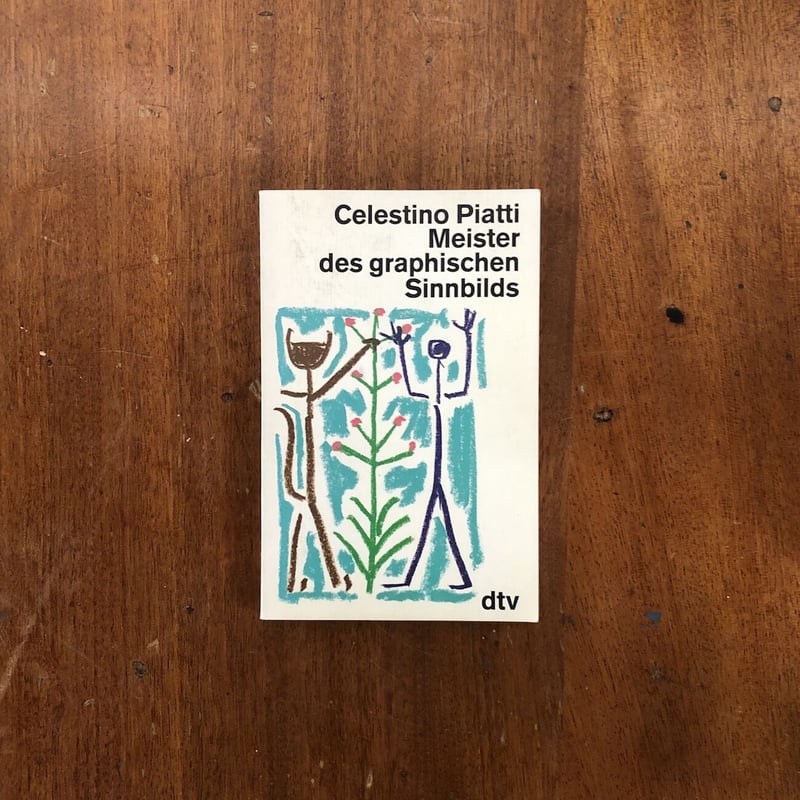 Celestino Piatti
Meister
des graphischen
Sinnbilds
dtv